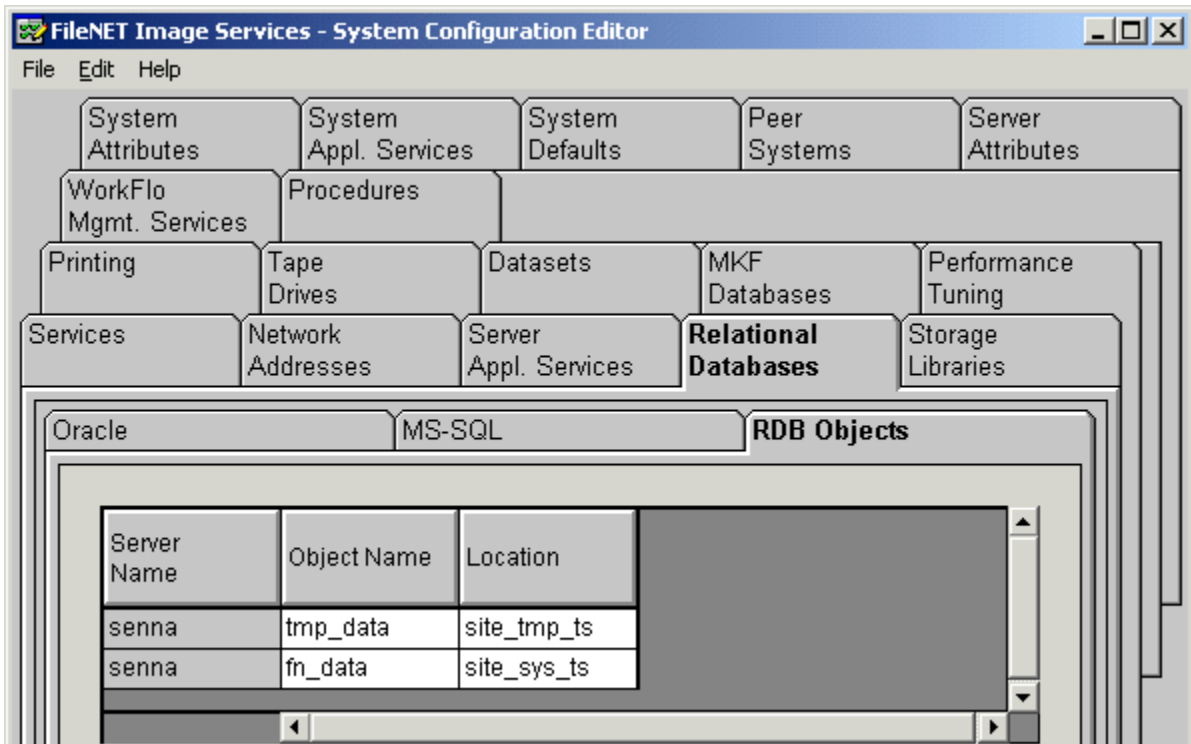 FileNET Image Services - System Configuration Editor
File Edit Help
System Attributes
System Appl. Services
System Defaults
Peer Systems
Server Attributes
WorkFlo Mgmt. Services
Procedures
Printing
Tape Drives
Datasets
MKF Databases
Performance Tuning
Services
Network Addresses
Server Appl. Services
Relational Databases
Storage Libraries
Oracle MS-SQL RDB Objects
Server Name Object Name Location
senna tmp_data site_tmp_ts
senna fn_data site_sys_ts